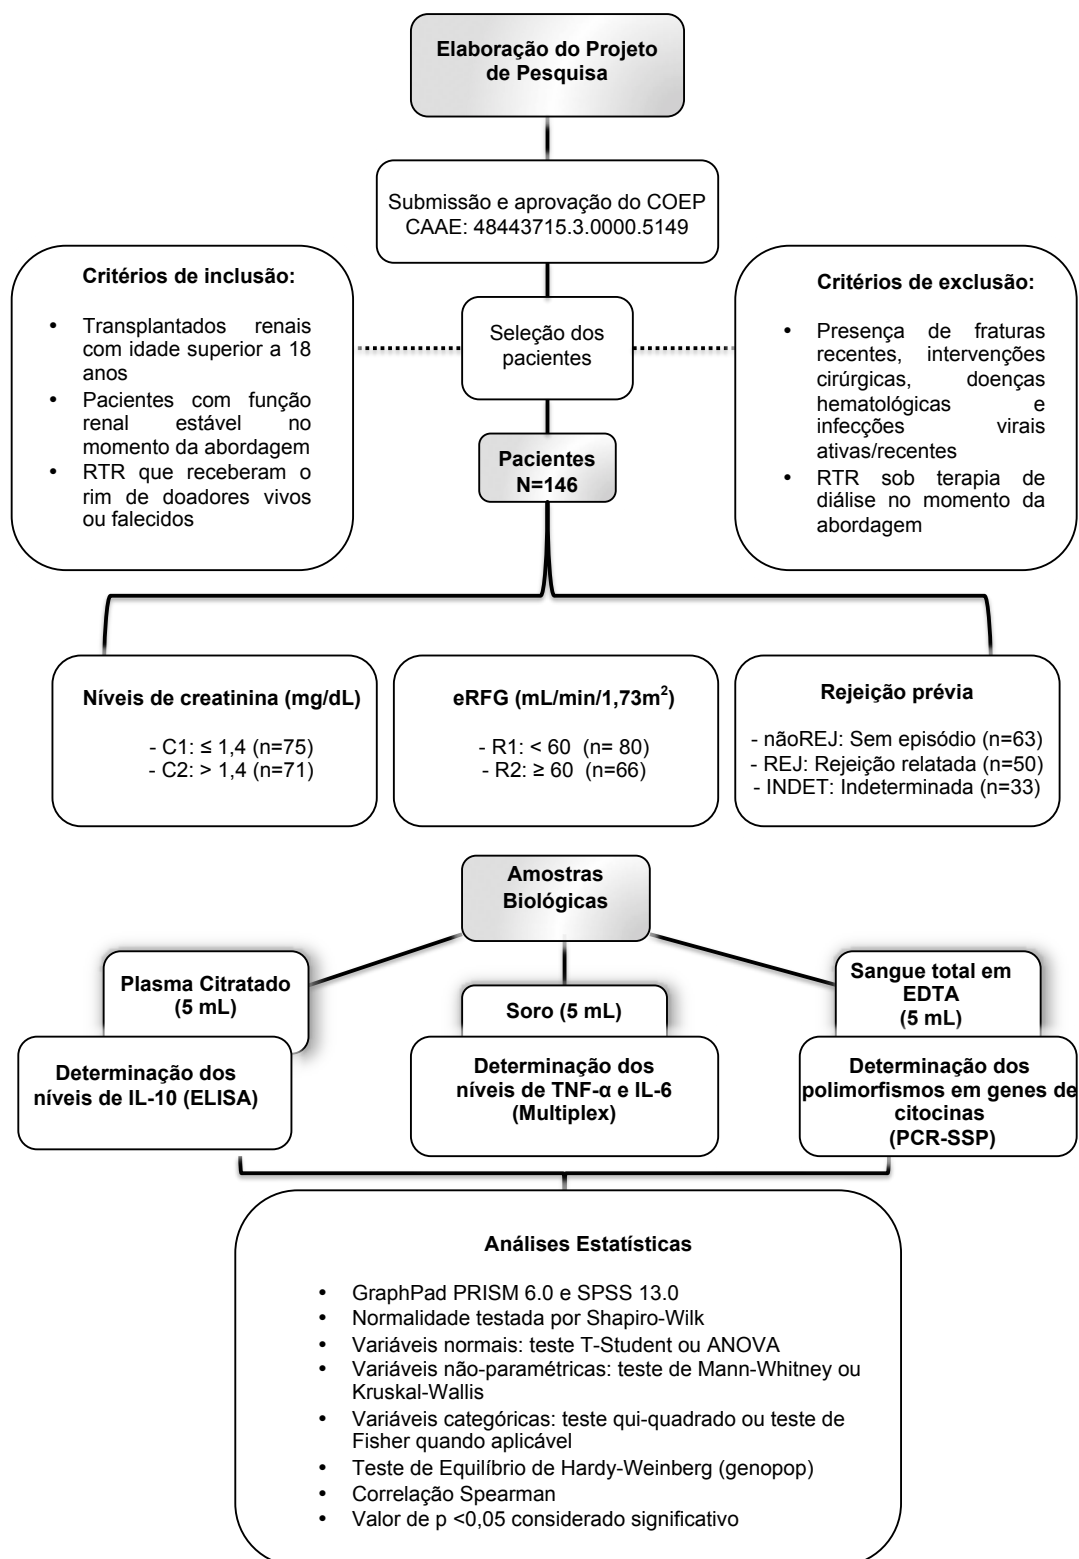 Elaboração do Projeto
de Pesquisa
Submissão e aprovação do COEP
CAAE: 48443715.3.0000.5149
Critérios de inclusão:
• Transplantados renais
com idade superior a 18
anos
• Pacientes com função
renal estável no
momento da abordagem
• RTR que receberam o
rim de doadores vivos
ou falecidos
Seleção dos
pacientes
Critérios de exclusão:
• Presença de fraturas
recentes, intervenções
cirúrgicas, doenças
hematológicas e
infecções virais
ativas/recentes
• RTR sob terapia de
diálise no momento da
abordagem
Pacientes
N=146
Níveis de creatinina (mg/dL)
- C1: ≤ 1,4 (n=75)
- C2: > 1,4 (n=71)
eRFG (mL/min/1,73m²)
- R1: < 60 (n= 80)
- R2: ≥ 60 (n=66)
Rejeição prévia
- nãoREJ: Sem episódio (n=63)
- REJ: Rejeição relatada (n=50)
- INDET: Indeterminada (n=33)
Amostras
Biológicas
Plasma Citratado
(5 mL)
Determinação dos
níveis de IL-10 (ELISA)
Soro (5 mL)
Determinação dos
níveis de TNF-α e IL-6
(Multiplex)
Sangue total em
EDTA
(5 mL)
Determinação dos
polimorfismos em genes de
citocinas
(PCR-SSP)
Análises Estatísticas
• GraphPad PRISM 6.0 e SPSS 13.0
• Normalidade testada por Shapiro-Wilk
• Variáveis normais: teste T-Student ou ANOVA
• Variáveis não-paramétricas: teste de Mann-Whitney ou
Kruskal-Wallis
• Variáveis categóricas: teste qui-quadrado ou teste de
Fisher quando aplicável
• Teste de Equilíbrio de Hardy-Weinberg (genopop)
• Correlação Spearman
• Valor de p <0,05 considerado significativo